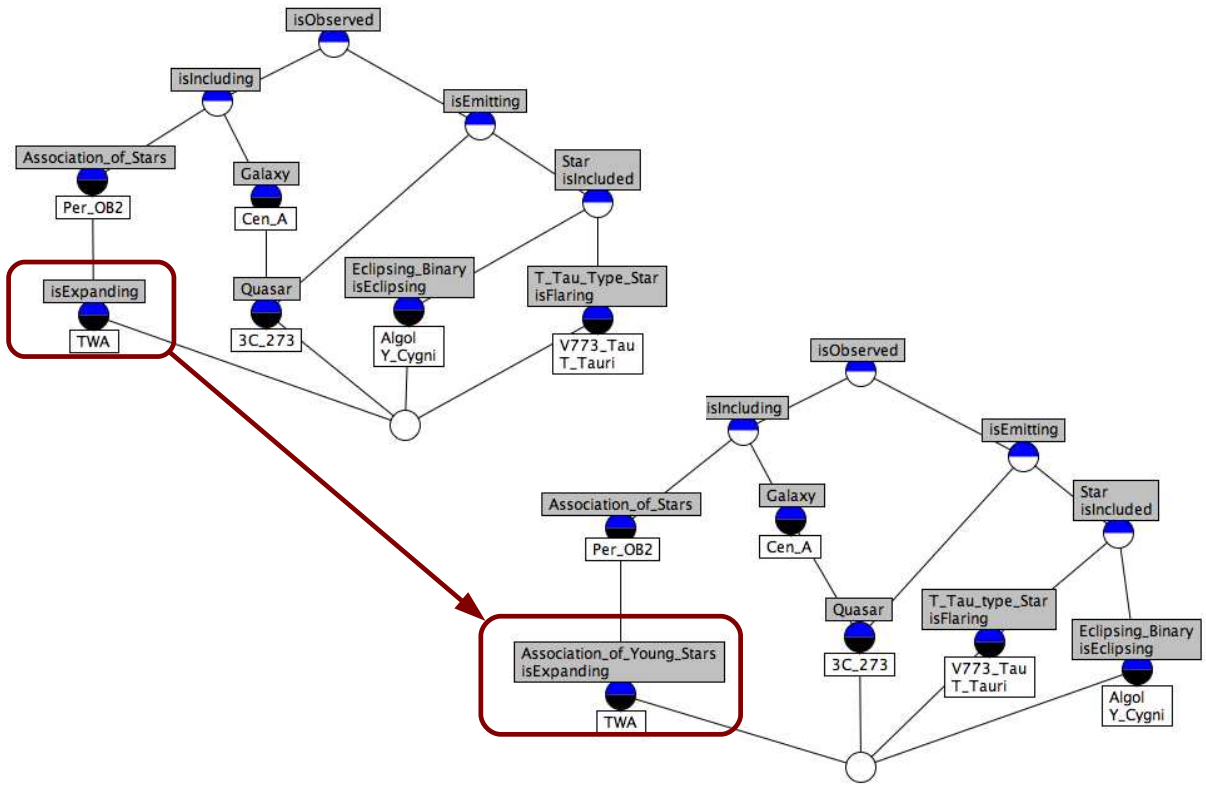 isObserved
isIncluding
isEmitting
Association_of_Stars
Per_OB2
Galaxy
Cen_A
Star
isIncluded
isExpanding
TWA
Quasar
3C_273
Eclipsing_Binary
isEclipsing
Algol
Y_Cygni
T_Tau_Type_Star
isFlaring
V773_Tau
T_Tauri
isObserved
isIncluding
isEmitting
Association_of_Stars
Per_OB2
Galaxy
Cen_A
Star
isIncluded
Association_of_Young_Stars
isExpanding
TWA
Quasar
3C_273
T_Tau_type_Star
isFlaring
V773_Tau
T_Tauri
Eclipsing_Binary
isEclipsing
Algol
Y_Cygni